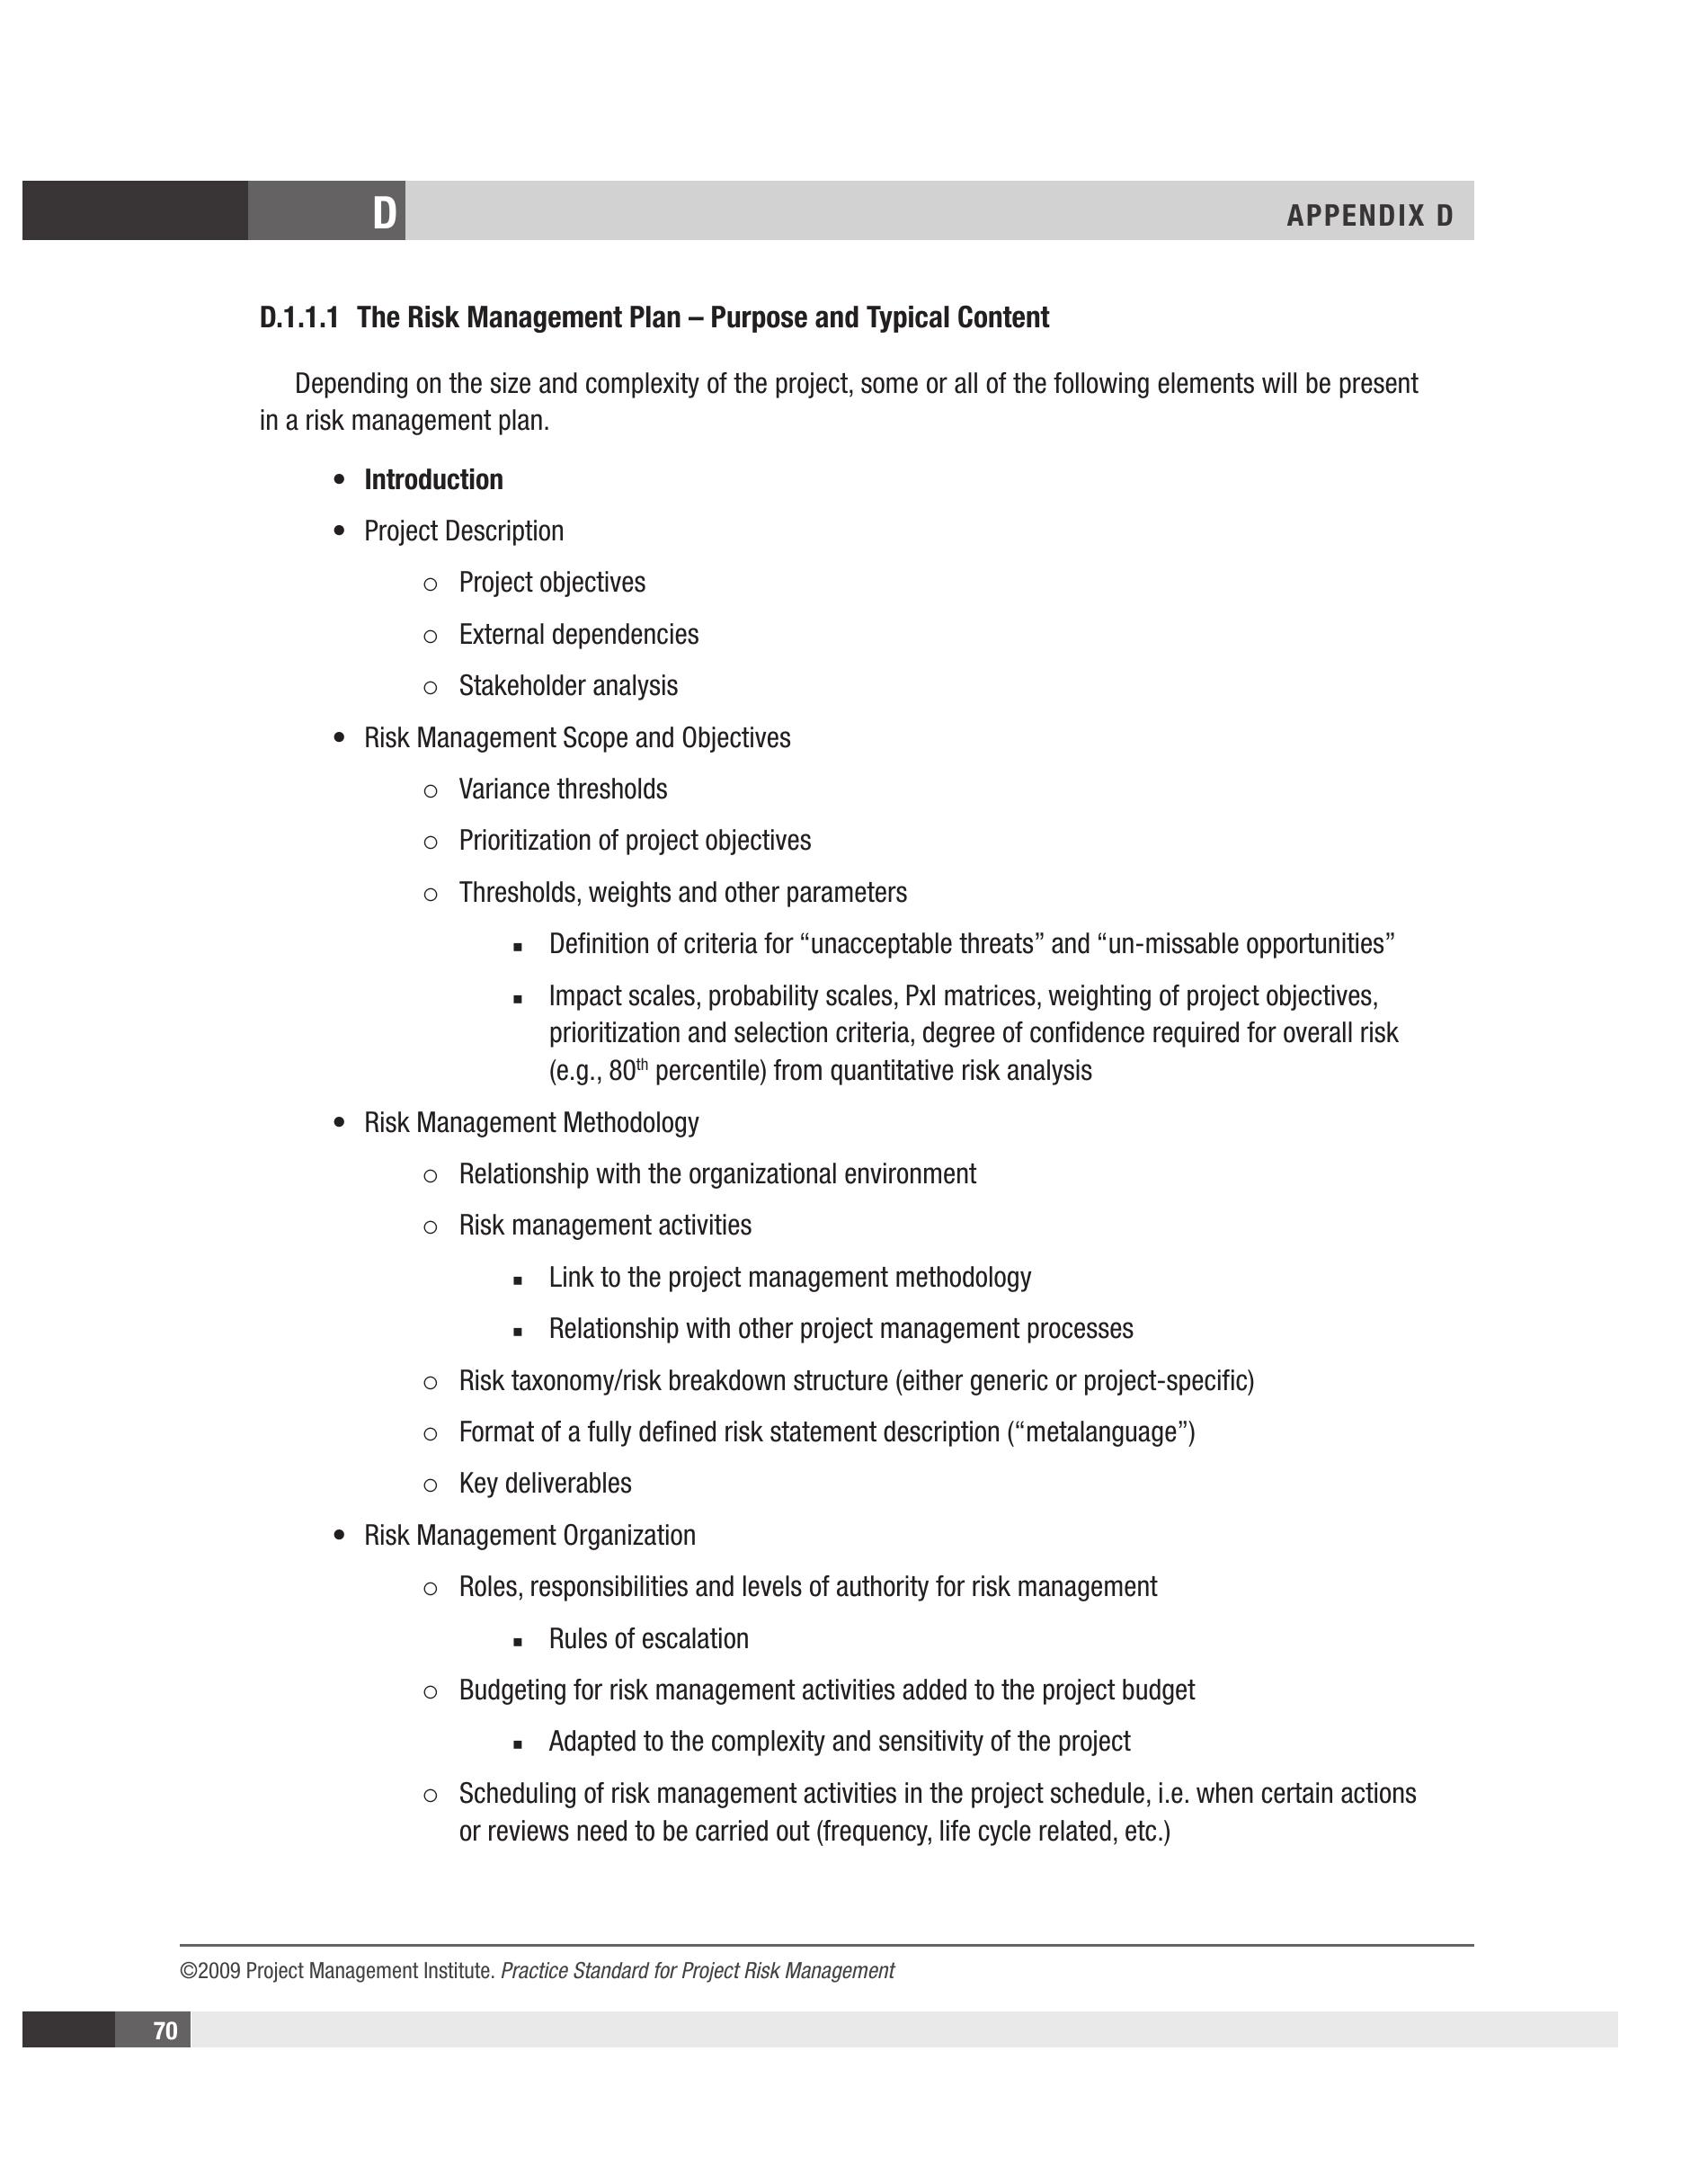 D
APPENDIX D
D.1.1.1 The Risk Management Plan – Purpose and Typical Content
Depending on the size and complexity of the project, some or all of the following elements will be present
in a risk management plan.
• Introduction
• Project Description
○ Project objectives
○ External dependencies
○ Stakeholder analysis
• Risk Management Scope and Objectives
○ Variance thresholds
○ Prioritization of project objectives
○ Thresholds, weights and other parameters
▪ Definition of criteria for “unacceptable threats” and “un-missable opportunities”
▪ Impact scales, probability scales, PxI matrices, weighting of project objectives,
prioritization and selection criteria, degree of confidence required for overall risk
(e.g., 80th percentile) from quantitative risk analysis
• Risk Management Methodology
○ Relationship with the organizational environment
○ Risk management activities
▪ Link to the project management methodology
▪ Relationship with other project management processes
○ Risk taxonomy/risk breakdown structure (either generic or project-specific)
○ Format of a fully defined risk statement description (“metalanguage”)
○ Key deliverables
• Risk Management Organization
○ Roles, responsibilities and levels of authority for risk management
▪ Rules of escalation
○ Budgeting for risk management activities added to the project budget
▪ Adapted to the complexity and sensitivity of the project
○ Scheduling of risk management activities in the project schedule, i.e. when certain actions
or reviews need to be carried out (frequency, life cycle related, etc.)
©2009 Project Management Institute. Practice Standard for Project Risk Management
70